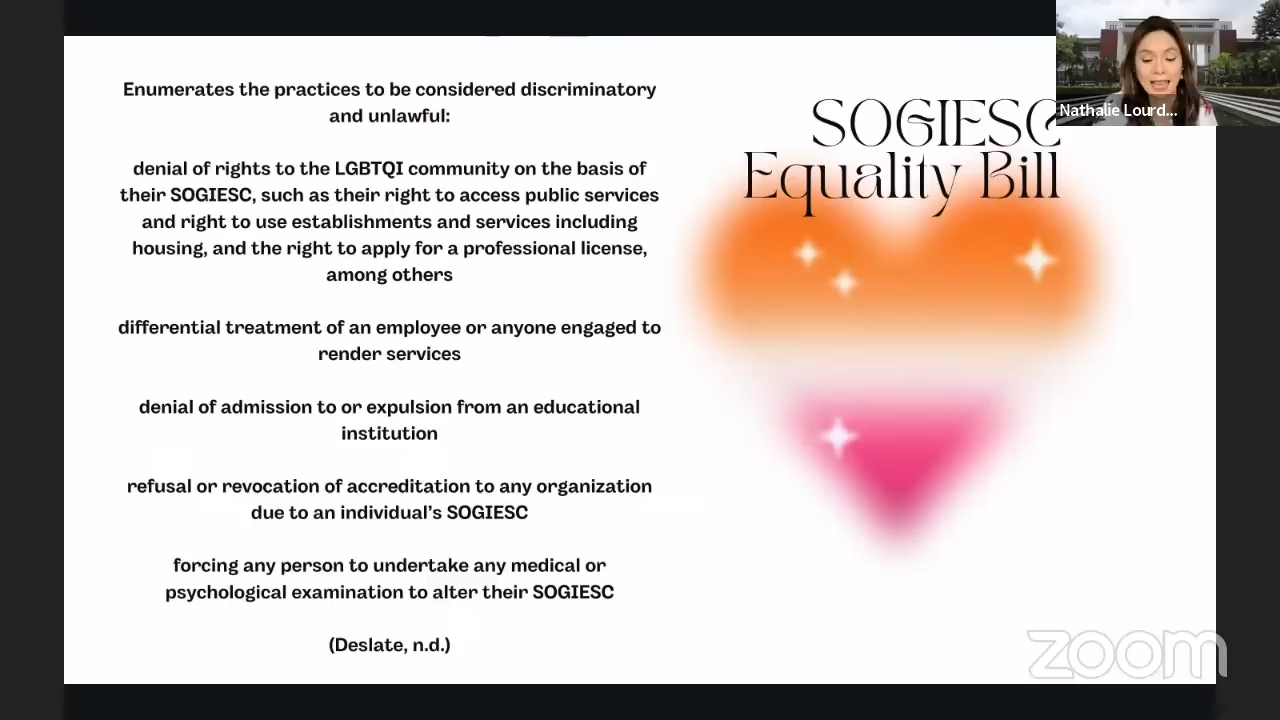 Enumerates the practices to be considered discriminatory
and unlawful:
denial of rights to the LGBTQI community on the basis of
their SOGIESC, such as their right to access public services
and right to use establishments and services including
housing, and the right to apply for a professional license,
among others
differential treatment of an employee or anyone engaged to
render services
denial of admission to or expulsion from an educational
institution
refusal or revocation of accreditation to any organization
due to an individual's SOGIESC
forcing any person to undertake any medical or
psychological examination to alter their SOGIESC
(Deslate, n.d.)
SOGIESC
Equality Bill
Nathalie Lourd...
zoom